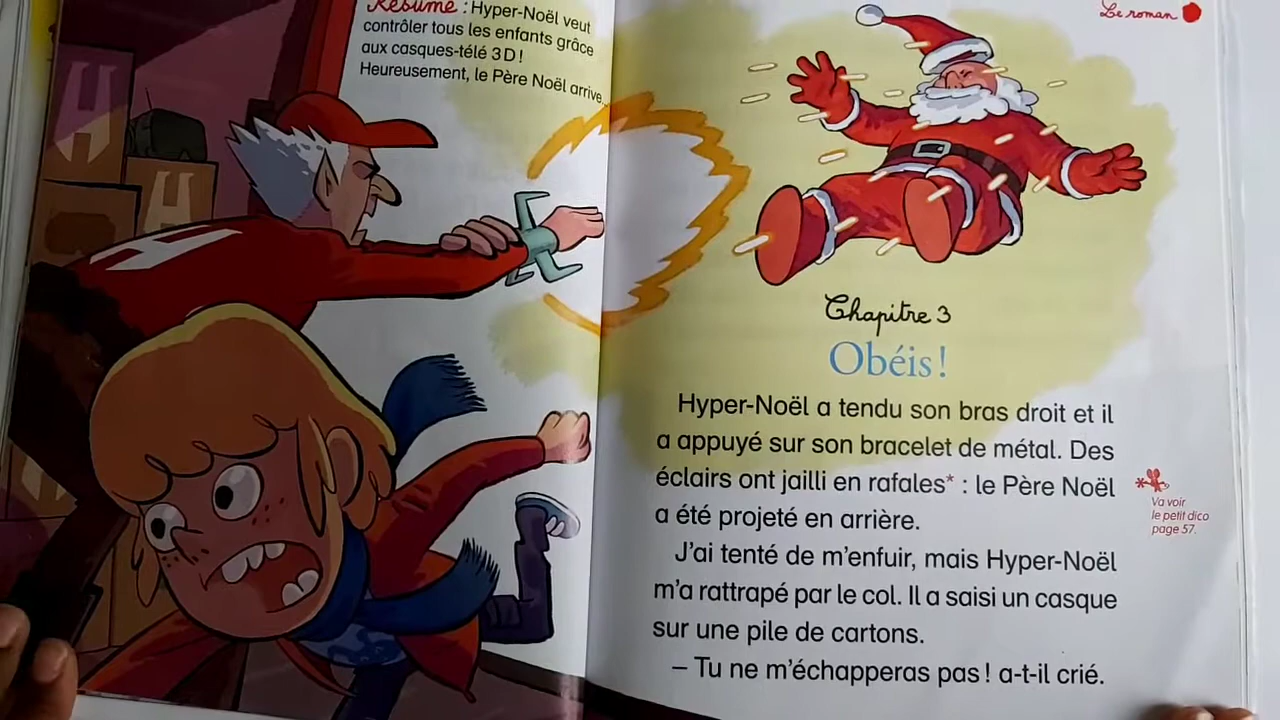 Résumé : Hyper-Noël veut
contrôler tous les enfants grâce
aux casques-télé 3D !
Heureusement, le Père Noël arrive.
Le roman
Chapitre 3
Obéis !
Hyper-Noël a tendu son bras droit et il
a appuyé sur son bracelet de métal. Des
éclairs ont jailli en rafales* : le Père Noël
a été projeté en arrière.
J'ai tenté de m'enfuir, mais Hyper-Noël
m'a rattrapé par le col. Il a saisi un casque
sur une pile de cartons.
– Tu ne m'échapperas pas ! a-t-il crié.
*
Va voir
le petit dico
page 57.